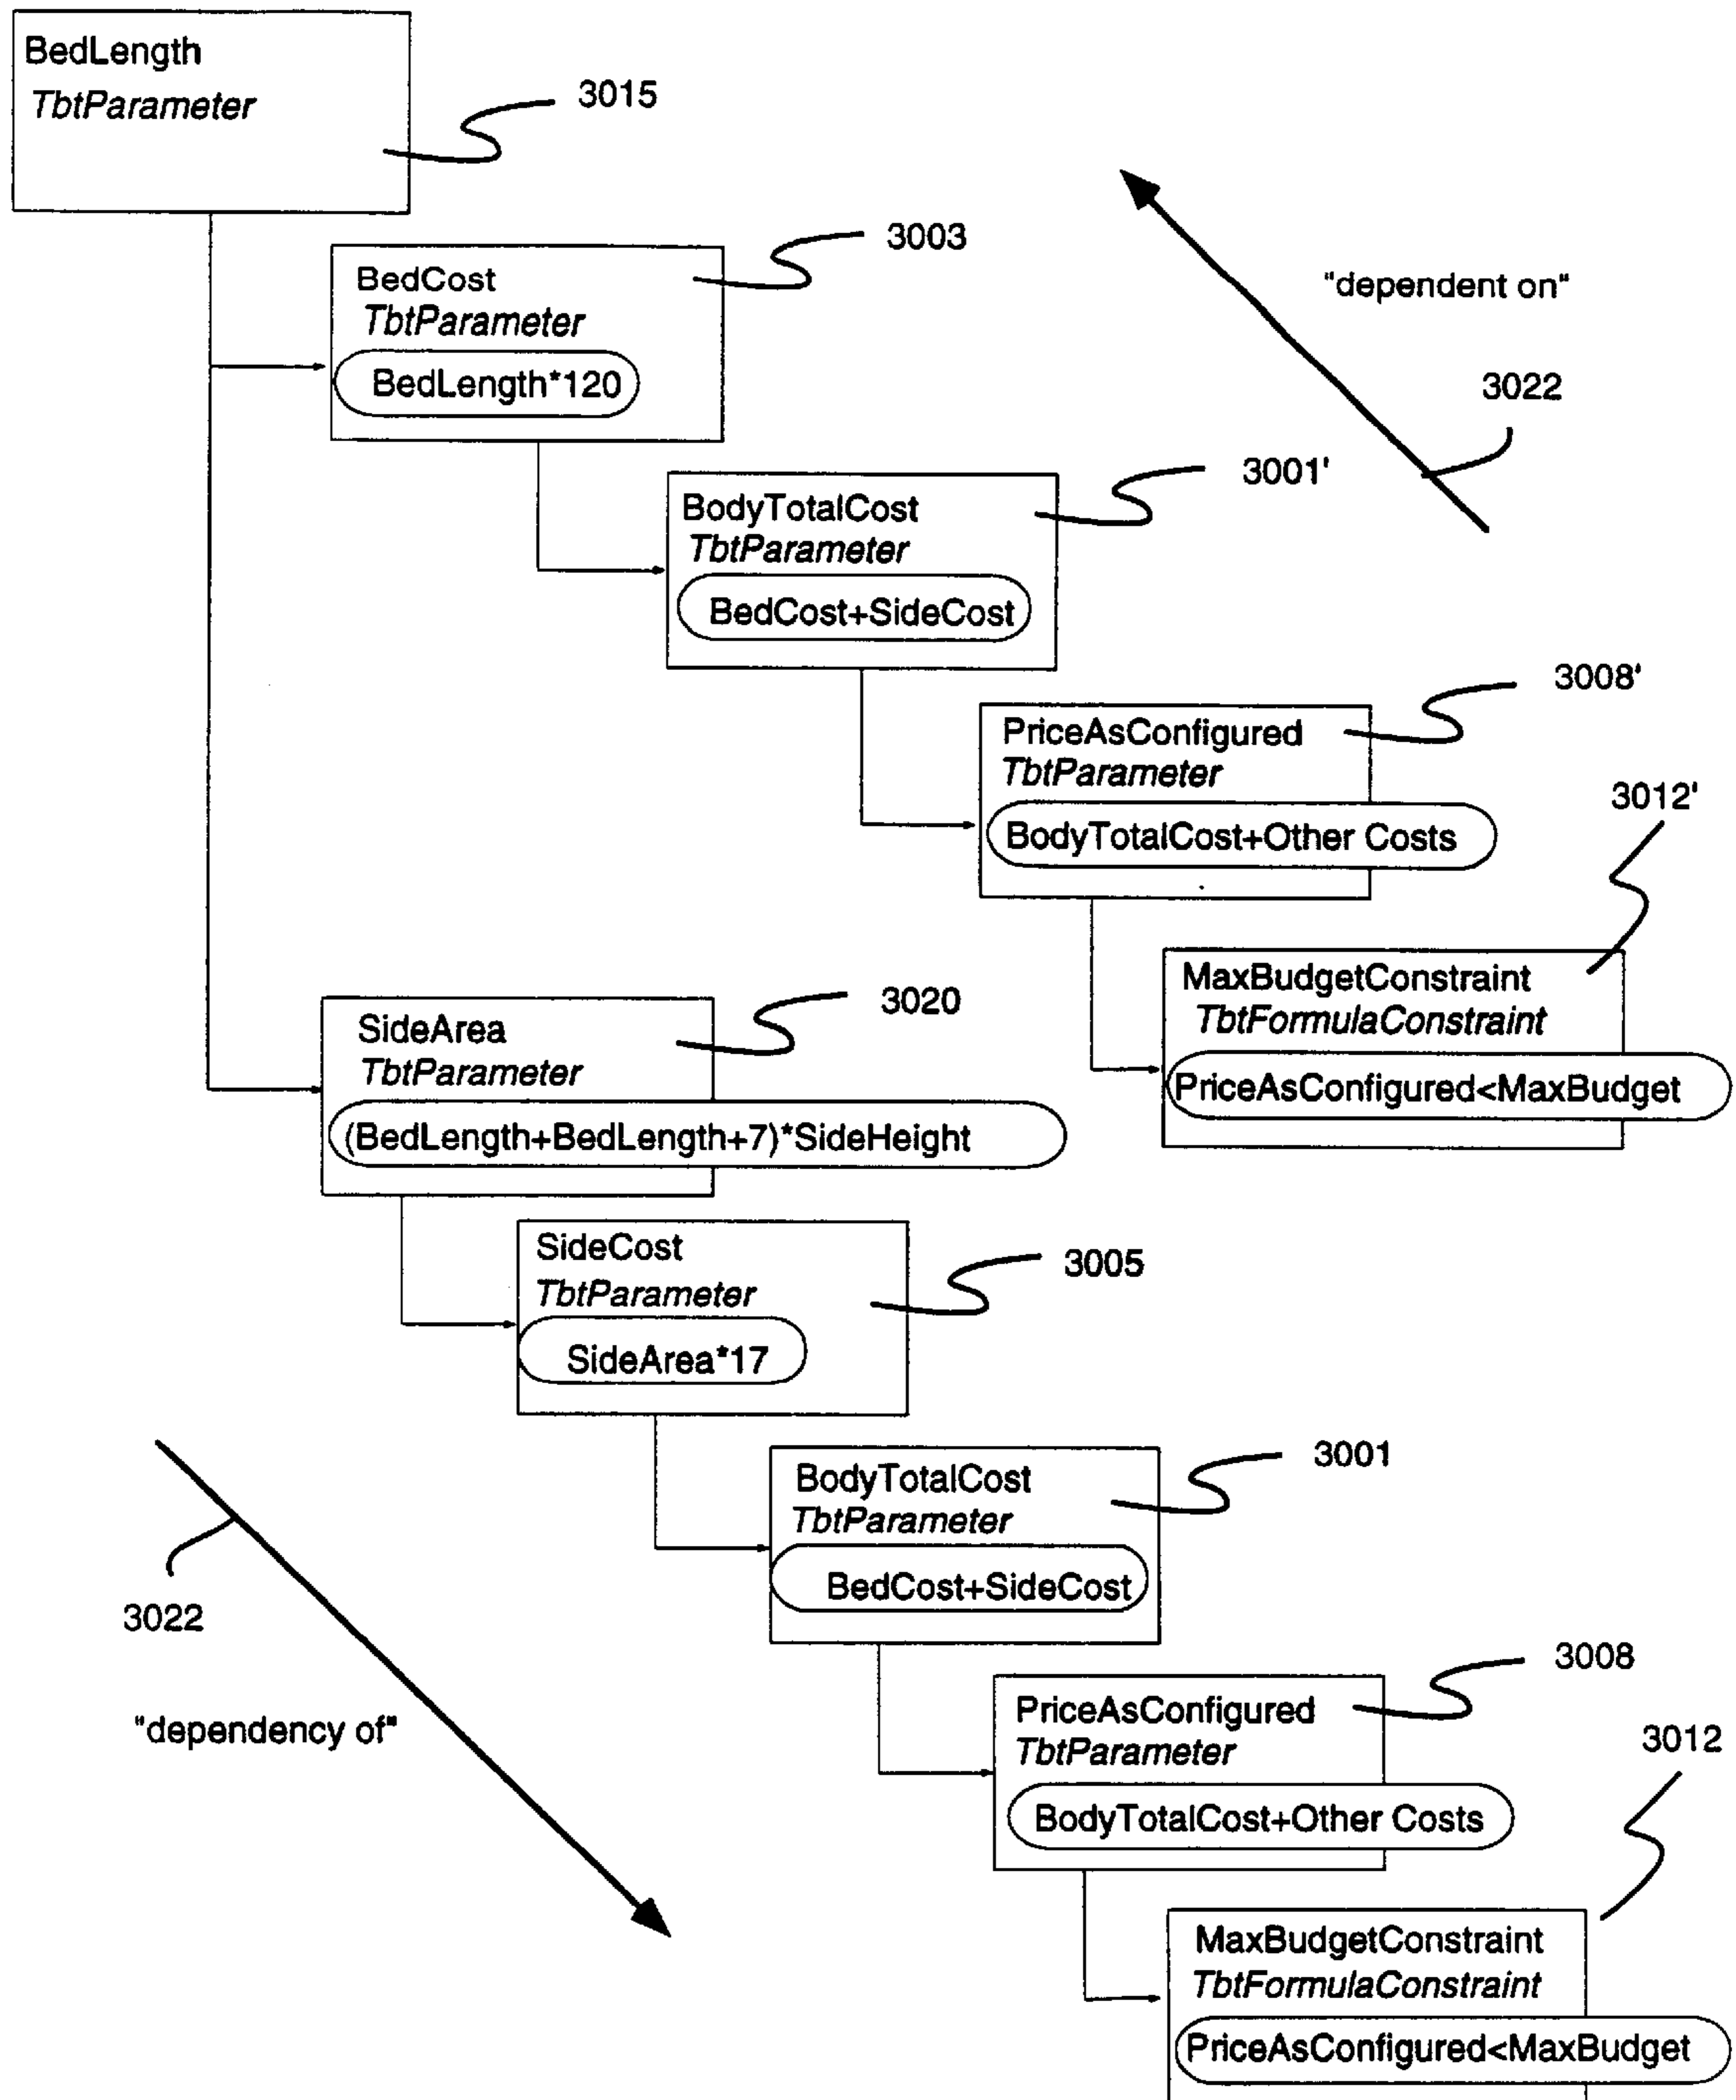 BedLength
TbtParameter
3015
3003
BedCost
TbtParameter
BedLength*120
"dependent on"
3022
3001'
BodyTotalCost
TbtParameter
BedCost+SideCost
3008'
PriceAsConfigured
TbtParameter
BodyTotalCost+Other Costs
3012'
MaxBudgetConstraint
TbtFormulaConstraint
PriceAsConfigured<MaxBudget
3020
SideArea
TbtParameter
(BedLength+BedLength+7)*SideHeight
SideCost
TbtParameter
SideArea*17
3005
3001
BodyTotalCost
TbtParameter
BedCost+SideCost
3022
"dependency of"
3008
PriceAsConfigured
TbtParameter
BodyTotalCost+Other Costs
3012
MaxBudgetConstraint
TbtFormulaConstraint
PriceAsConfigured<MaxBudget